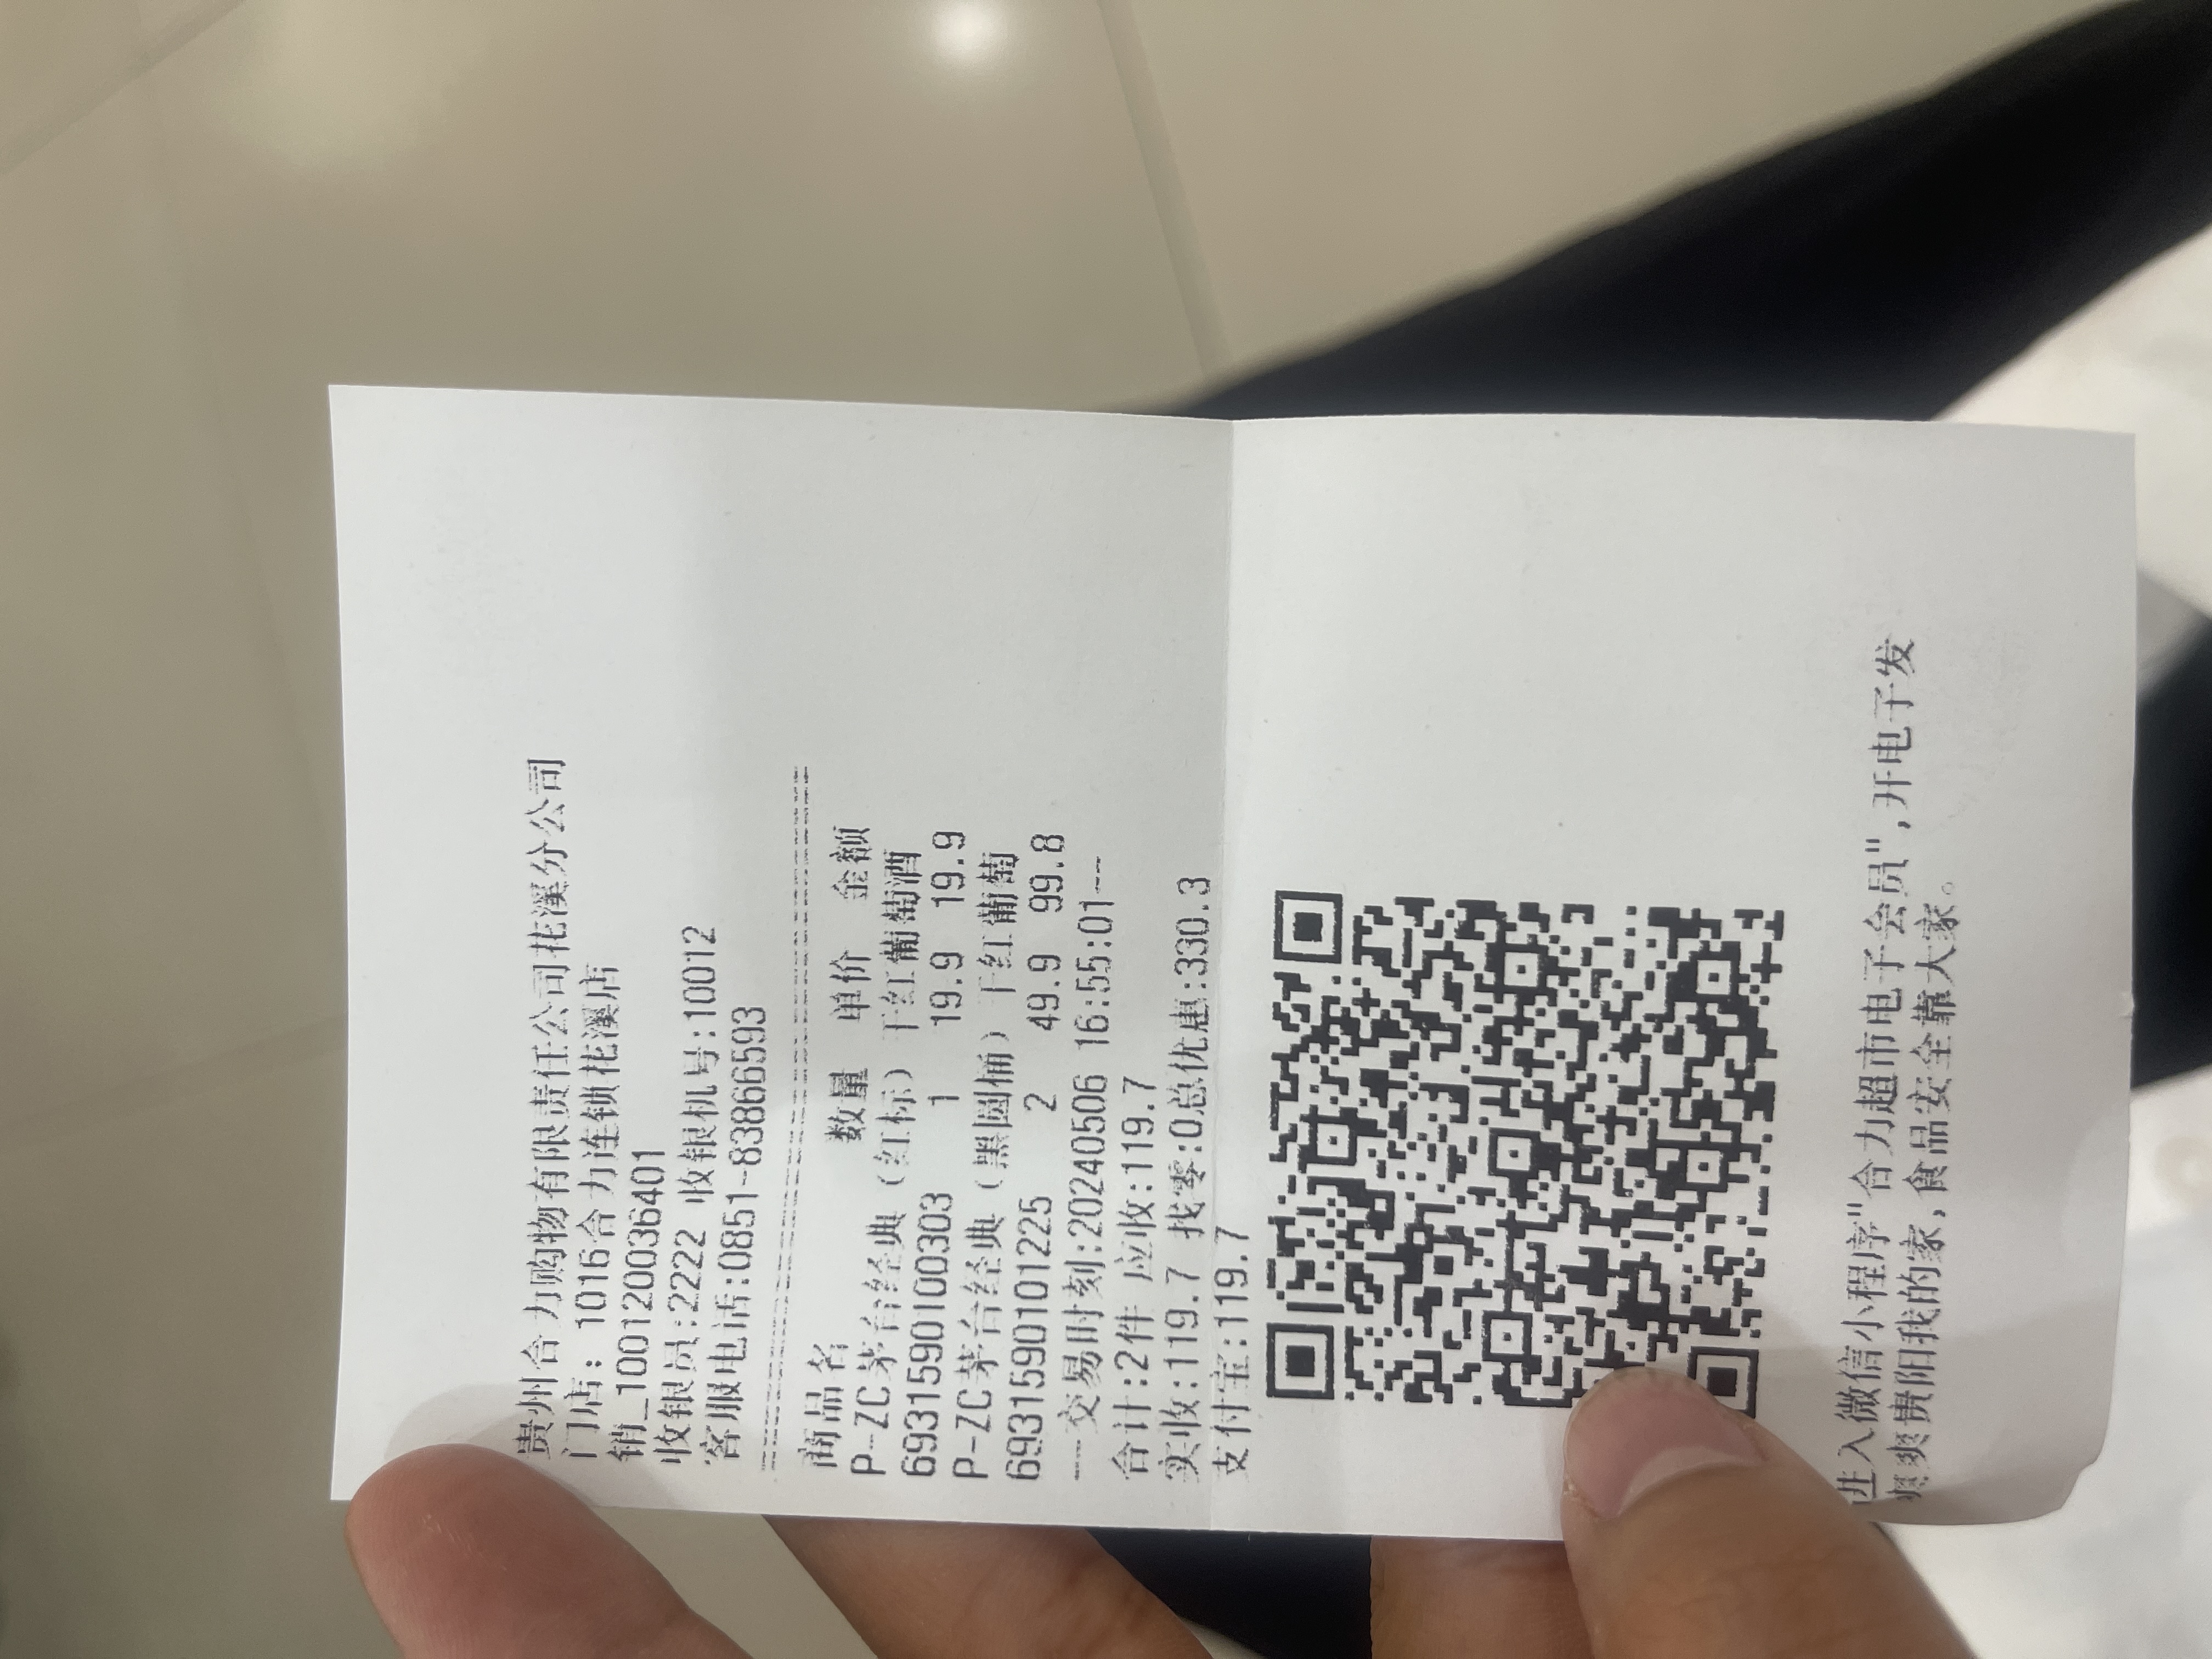 贵州合力购物有限责任公司花溪分公司
门店: 1016合力连锁花溪店
销_100120036401
收银员:2222 收银机号:10012
客服电话:0851-83866593
商品名 数量 单价 金额
P-ZC茅台经典（红标）干红葡萄酒
6931590100303 1 19.9 19.9
P-ZC茅台经典（黑圆桶）干红葡萄
6931590101225 2 49.9 99.8
--交易时刻:20240506 16:55:01--
合计:2件 应收:119.7
实收:119.7 找零:0总优惠:330.3
支付宝:119.7
进入微信小程序"合力超市电子会员",开电子发
爽爽贵阳我的家,食品安全靠大家。